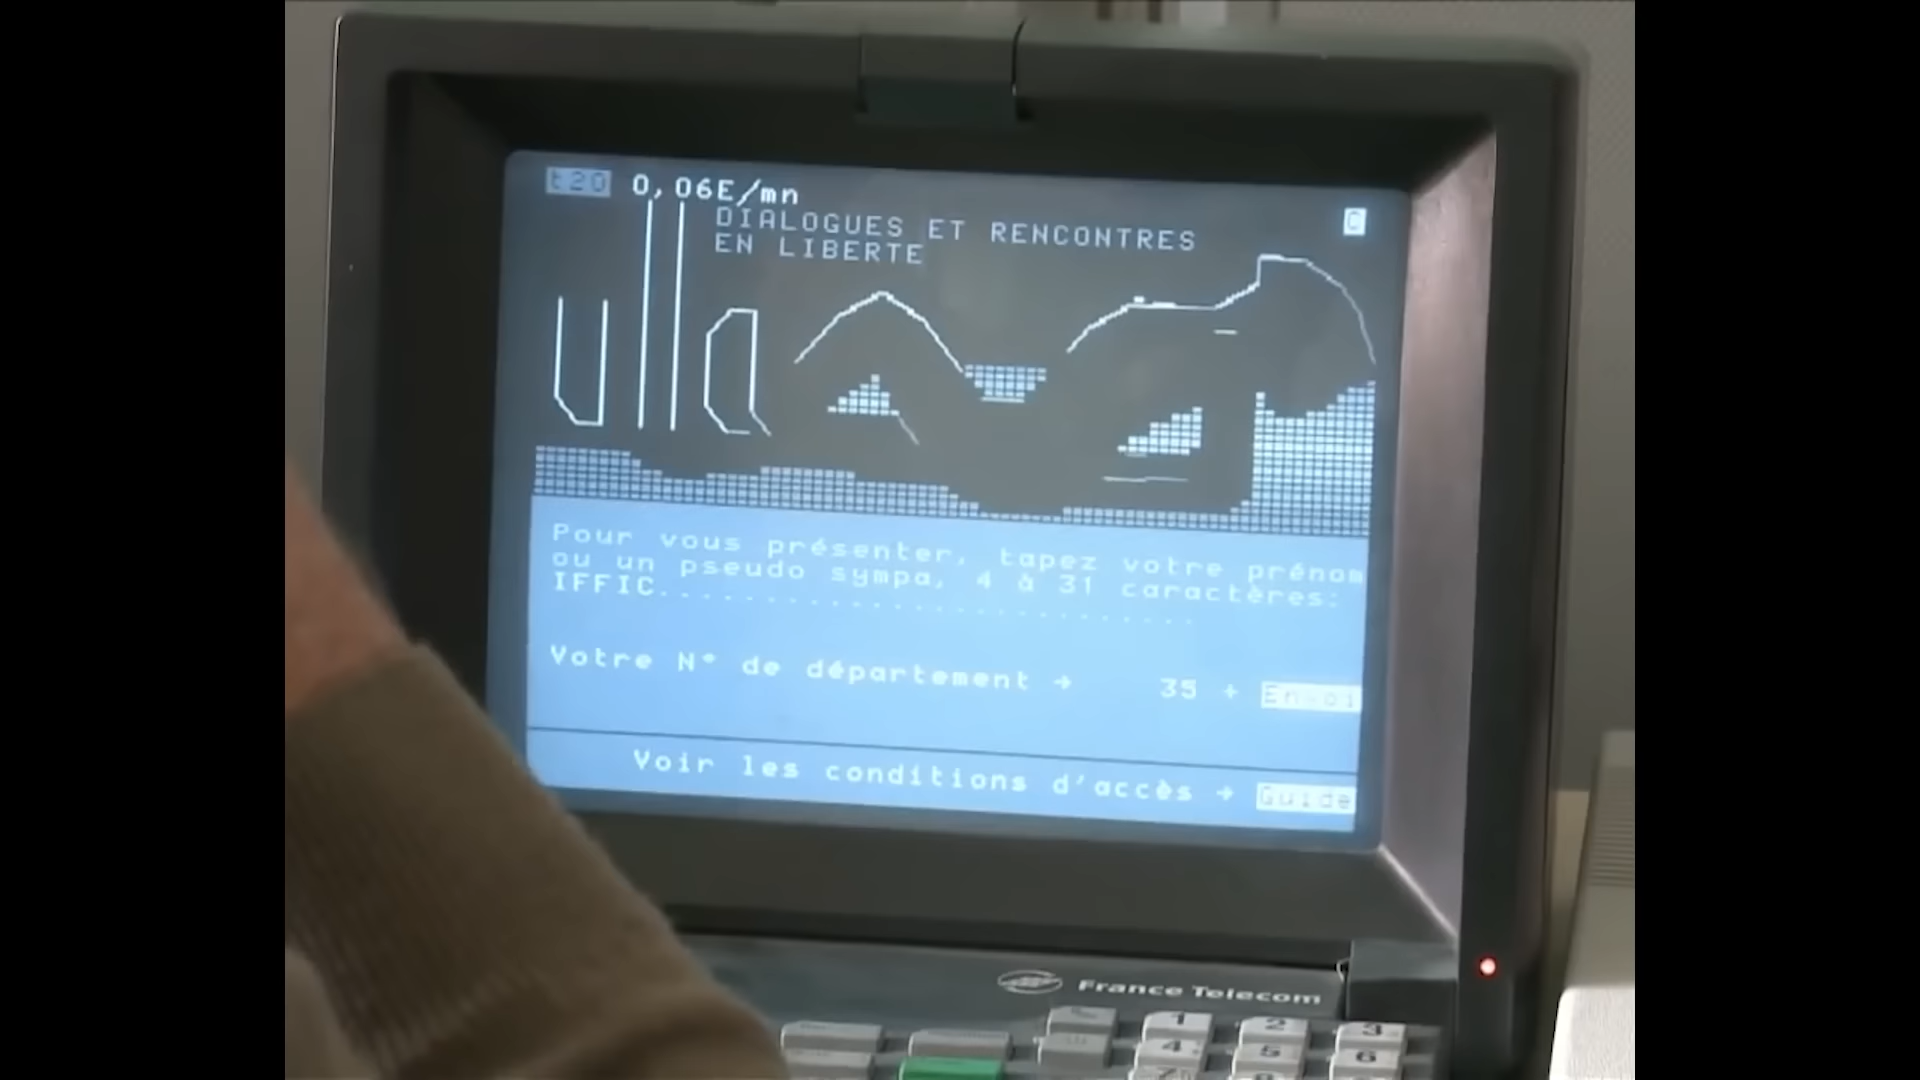 t20 0,06E/mn
C
DIALOGUES ET RENCONTRES
EN LIBERTE
ulla
Pour vous présenter, tapez votre prénom
ou un pseudo sympa, 4 à 31 caractères:
IFFIC.........................
Votre N° de département → 35 + Envoi
Voir les conditions d'accès → Guide
France Telecom
1 2 3
4 5 6